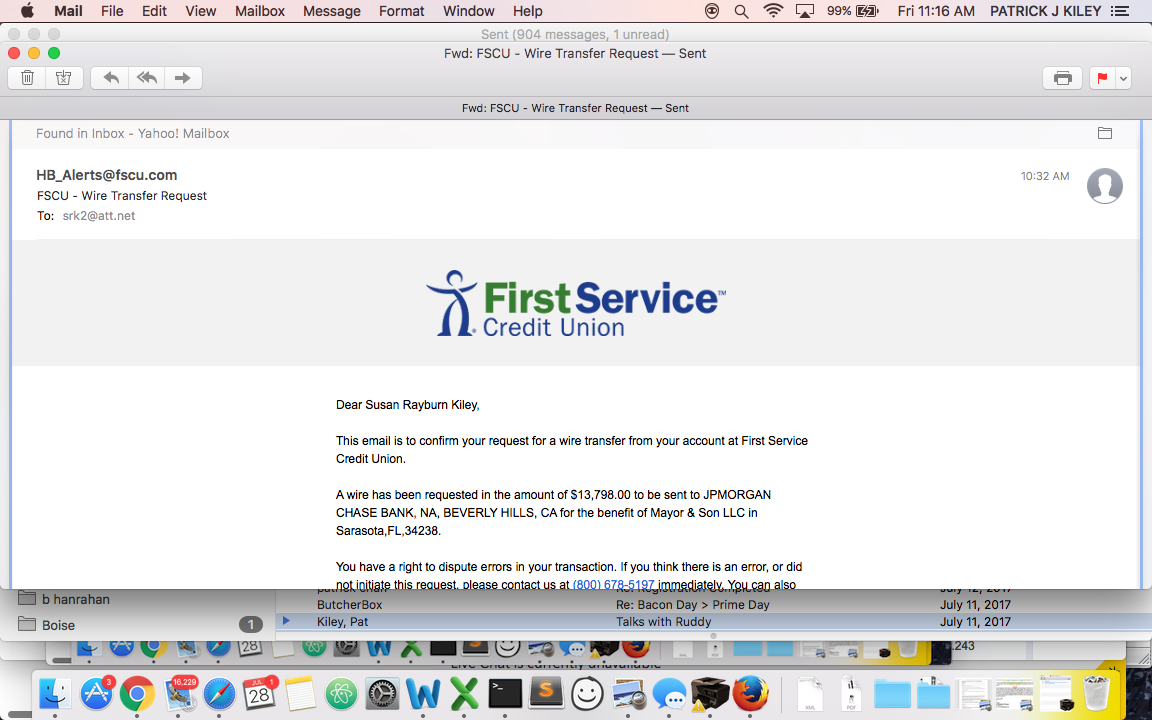 Mail File Edit View Mailbox Message Format Window Help 99% Fri 11:16 AM PATRICK J KILEY
Sent (904 messages, 1 unread)
Fwd: FSCU - Wire Transfer Request — Sent
Fwd: FSCU - Wire Transfer Request — Sent
Found in Inbox - Yahoo! Mailbox
HB_Alerts@fscu.com 10:32 AM
FSCU - Wire Transfer Request
To: srk2@att.net
First Service™
Credit Union
Dear Susan Rayburn Kiley,
This email is to confirm your request for a wire transfer from your account at First Service
Credit Union.
A wire has been requested in the amount of $13,798.00 to be sent to JPMORGAN
CHASE BANK, NA, BEVERLY HILLS, CA for the benefit of Mayor & Son LLC in
Sarasota,FL,34238.
You have a right to dispute errors in your transaction. If you think there is an error, or did
not initiate this request, please contact us at (800) 678-5197 immediately. You can also
b hanrahan
ButcherBox Re: Bacon Day > Prime Day July 11, 2017
Boise 1 Kiley, Pat Talks with Ruddy July 11, 2017
28 .243
Live Chat is currently unavailable
3 16,229 JUL 28 1 W X S XML PDF